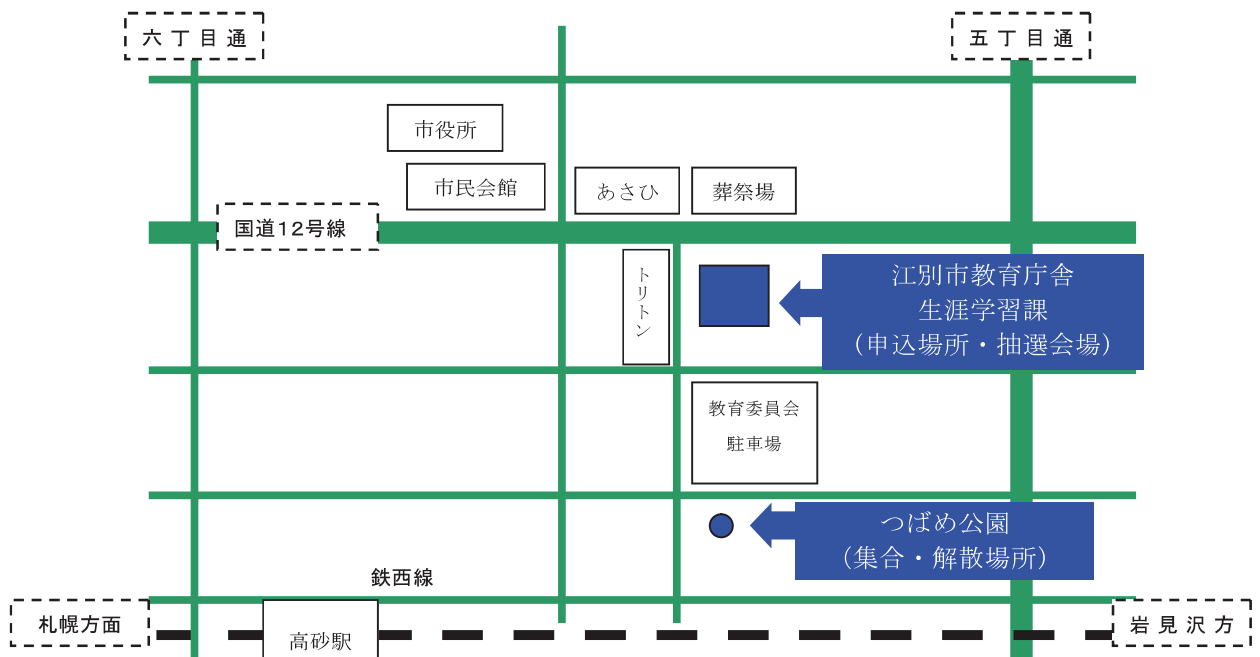 六丁目通
五丁目通
市役所
市民会館
あさひ
葬祭場
国道12号線
トリトン
江別市教育庁舎
生涯学習課
（申込場所・抽選会場）
教育委員会
駐車場
つばめ公園
（集合・解散場所）
鉄西線
札幌方面
高砂駅
岩見沢方